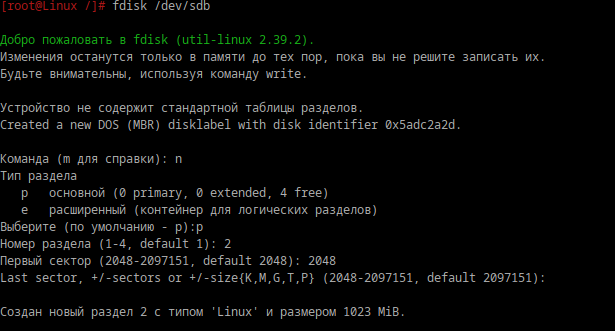 [root@Linux /]# fdisk /dev/sdb
Добро пожаловать в fdisk (util-linux 2.39.2).
Изменения останутся только в памяти до тех пор, пока вы не решите записать их.
Будьте внимательны, используя команду write.
Устройство не содержит стандартной таблицы разделов.
Created a new DOS (MBR) disklabel with disk identifier 0x5adc2a2d.
Команда (m для справки): n
Тип раздела
p основной (0 primary, 0 extended, 4 free)
e расширенный (контейнер для логических разделов)
Выберите (по умолчанию - p):p
Номер раздела (1-4, default 1): 2
Первый сектор (2048-2097151, default 2048): 2048
Last sector, +/-sectors or +/-size{K,M,G,T,P} (2048-2097151, default 2097151):
Создан новый раздел 2 с типом 'Linux' и размером 1023 MiB.